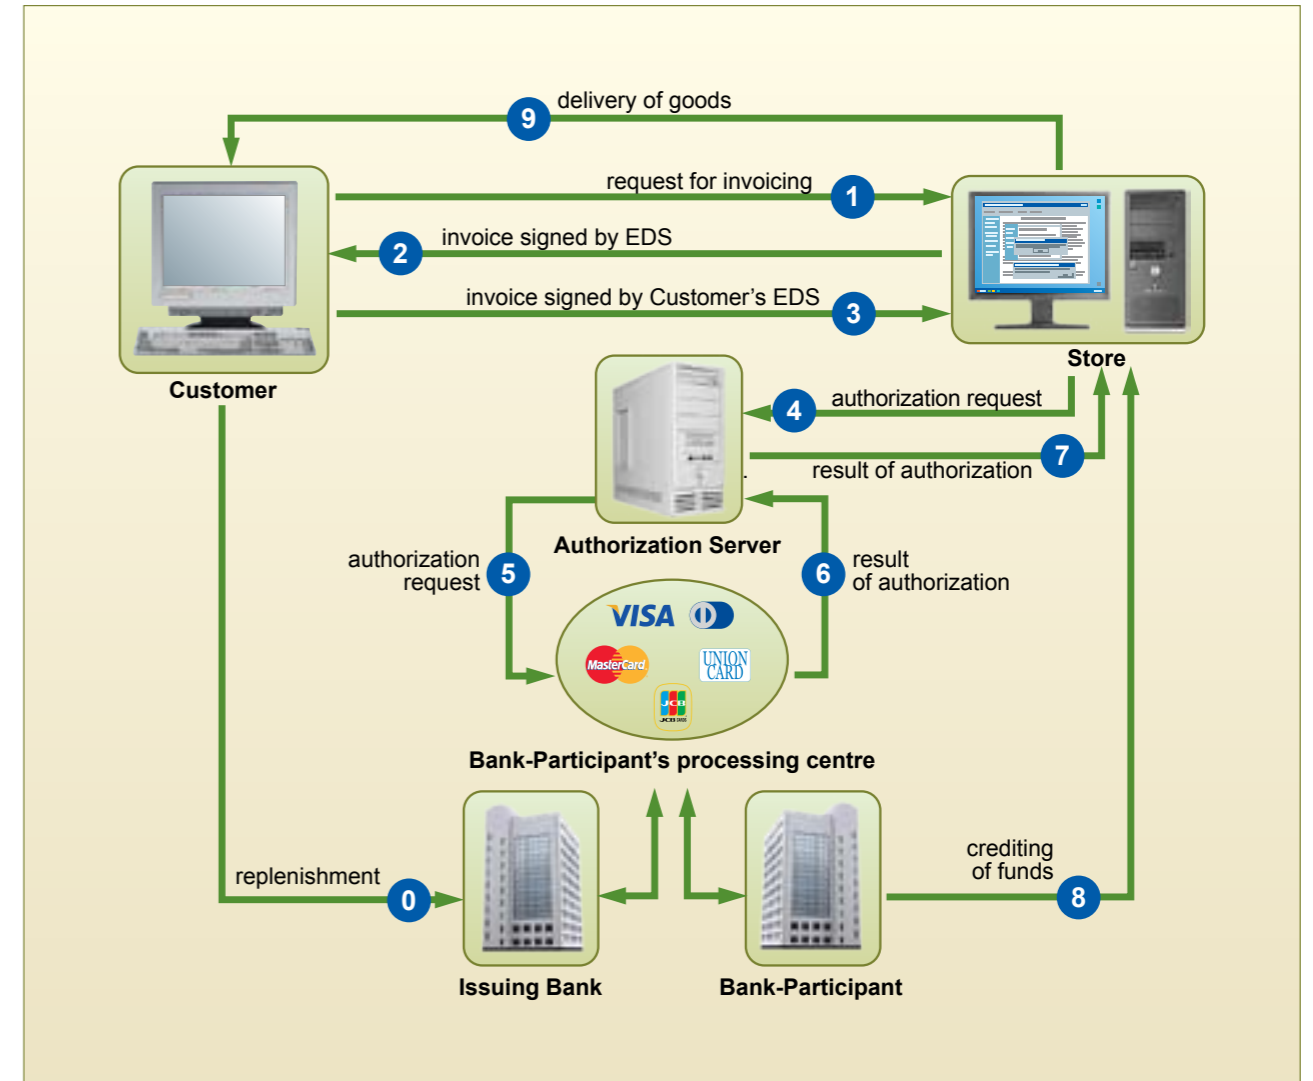 delivery of goods
9
request for invoicing
1
invoice signed by EDS
2
invoice signed by Customer’s EDS
3
Customer
Store
authorization request
4
result of authorization
7
Authorization Server
authorization
request
5
6
result
of authorization
VISA
MasterCard
UNION
CARD
JCB
JCB CARDS
Bank-Participant’s processing centre
replenishment
0
crediting
of funds
8
Issuing Bank
Bank-Participant